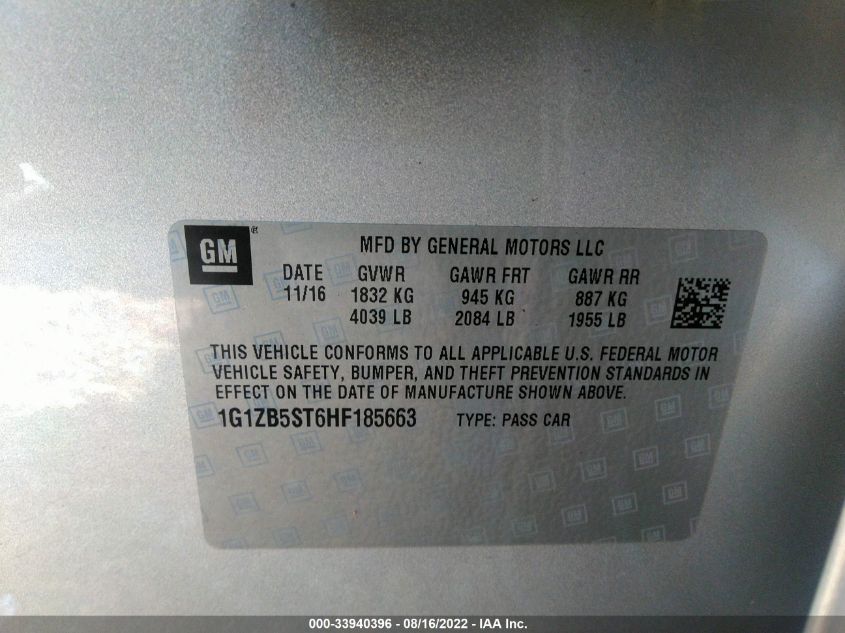 GM ®
MFD BY GENERAL MOTORS LLC
DATE GVWR GAWR FRT GAWR RR
11/16 1832 KG 945 KG 887 KG
4039 LB 2084 LB 1955 LB
THIS VEHICLE CONFORMS TO ALL APPLICABLE U.S. FEDERAL MOTOR
VEHICLE SAFETY, BUMPER, AND THEFT PREVENTION STANDARDS IN
EFFECT ON THE DATE OF MANUFACTURE SHOWN ABOVE.
1G1ZB5ST6HF185663 TYPE: PASS CAR
000-33940396 - 08/16/2022 - IAA Inc.